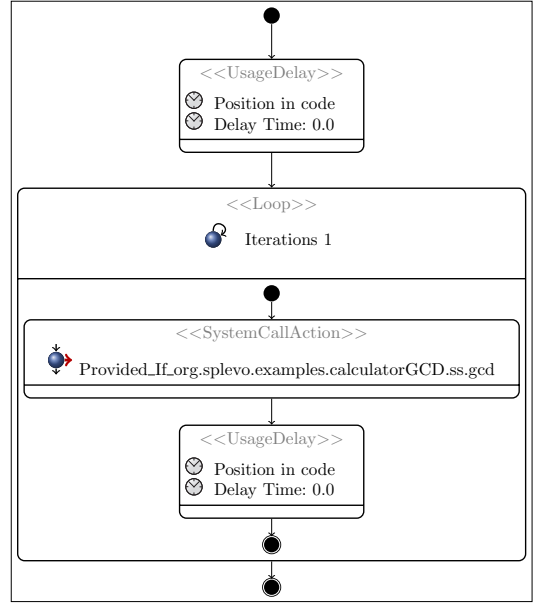 <<UsageDelay>>
Position in code
Delay Time: 0.0
<<Loop>>
Iterations 1
<<SystemCallAction>>
Provided_If_org.splevo.examples.calculatorGCD.ss.gcd
<<UsageDelay>>
Position in code
Delay Time: 0.0